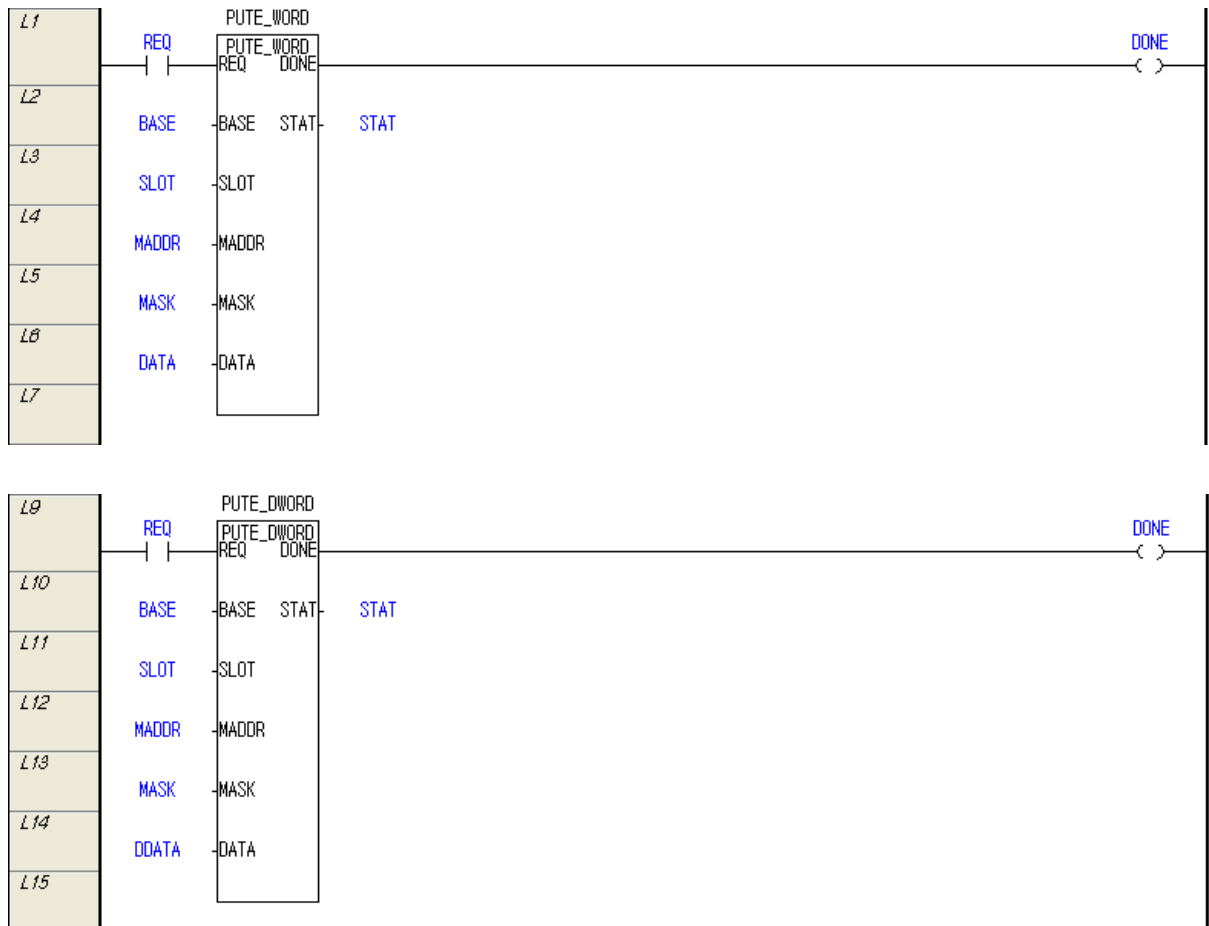 L1
PUTE_WORD
REQ PUTE_WORD DONE
REQ DONE
L2
BASE BASE STAT STAT
L3
SLOT SLOT
L4
MADDR MADDR
L5
MASK MASK
L6
DATA DATA
L7
L9
PUTE_DWORD
REQ PUTE_DWORD DONE
REQ DONE
L10
BASE BASE STAT STAT
L11
SLOT SLOT
L12
MADDR MADDR
L13
MASK MASK
L14
DDATA DATA
L15